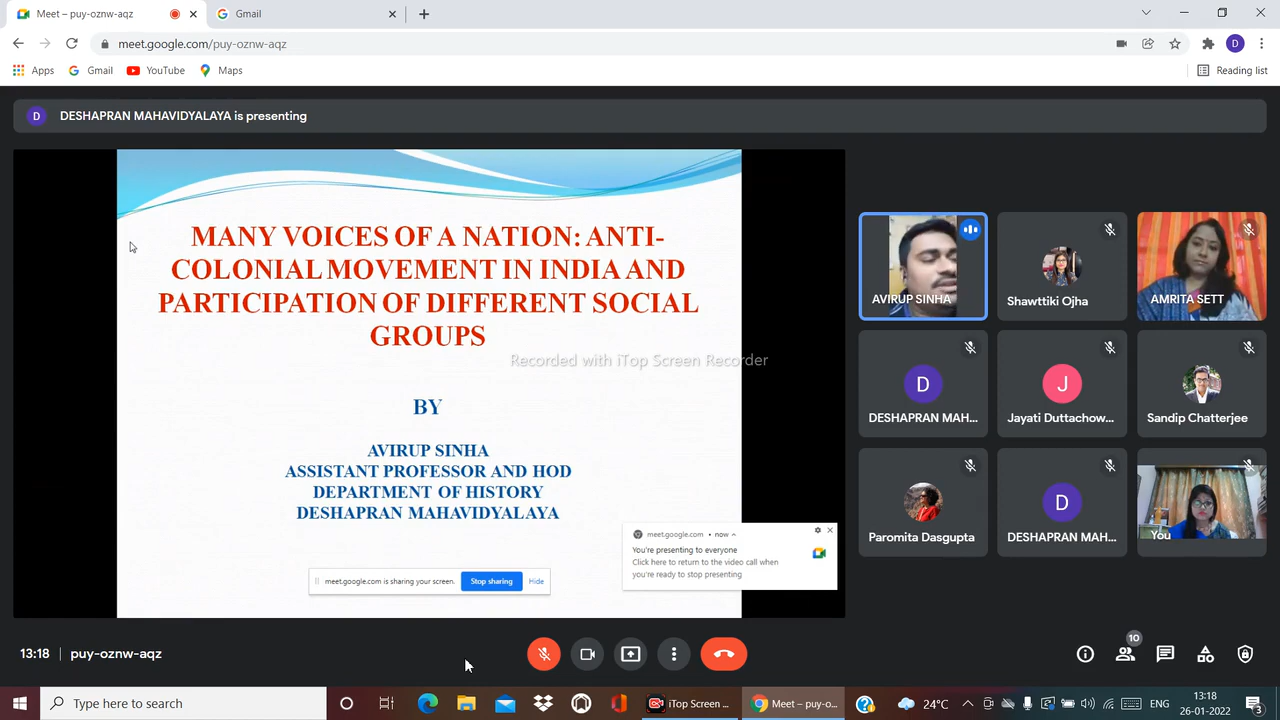 Meet – puy-oznw-aqz
Gmail
meet.google.com/puy-oznw-aqz
D
Apps
Gmail
YouTube
Maps
Reading list
D
DESHAPRAN MAHAVIDYALAYA is presenting
MANY VOICES OF A NATION: ANTI-
COLONIAL MOVEMENT IN INDIA AND
PARTICIPATION OF DIFFERENT SOCIAL
GROUPS
Recorded with iTop Screen Recorder
BY
AVIRUP SINHA
ASSISTANT PROFESSOR AND HOD
DEPARTMENT OF HISTORY
DESHAPRAN MAHAVIDYALAYA
meet.google.com • now
You're presenting to everyone
Click here to return to the video call when
you're ready to stop presenting
meet.google.com is sharing your screen.
Stop sharing
Hide
AVIRUP SINHA
Shawttiki Ojha
AMRITA SETT
D
DESHAPRAN MAH...
J
Jayati Duttachow...
Sandip Chatterjee
Paromita Dasgupta
D
DESHAPRAN MAH...
You
13:18
puy-oznw-aqz
10
Type here to search
iTop Screen ...
Meet – puy-o...
24°C
ENG
13:18
26-01-2022
3